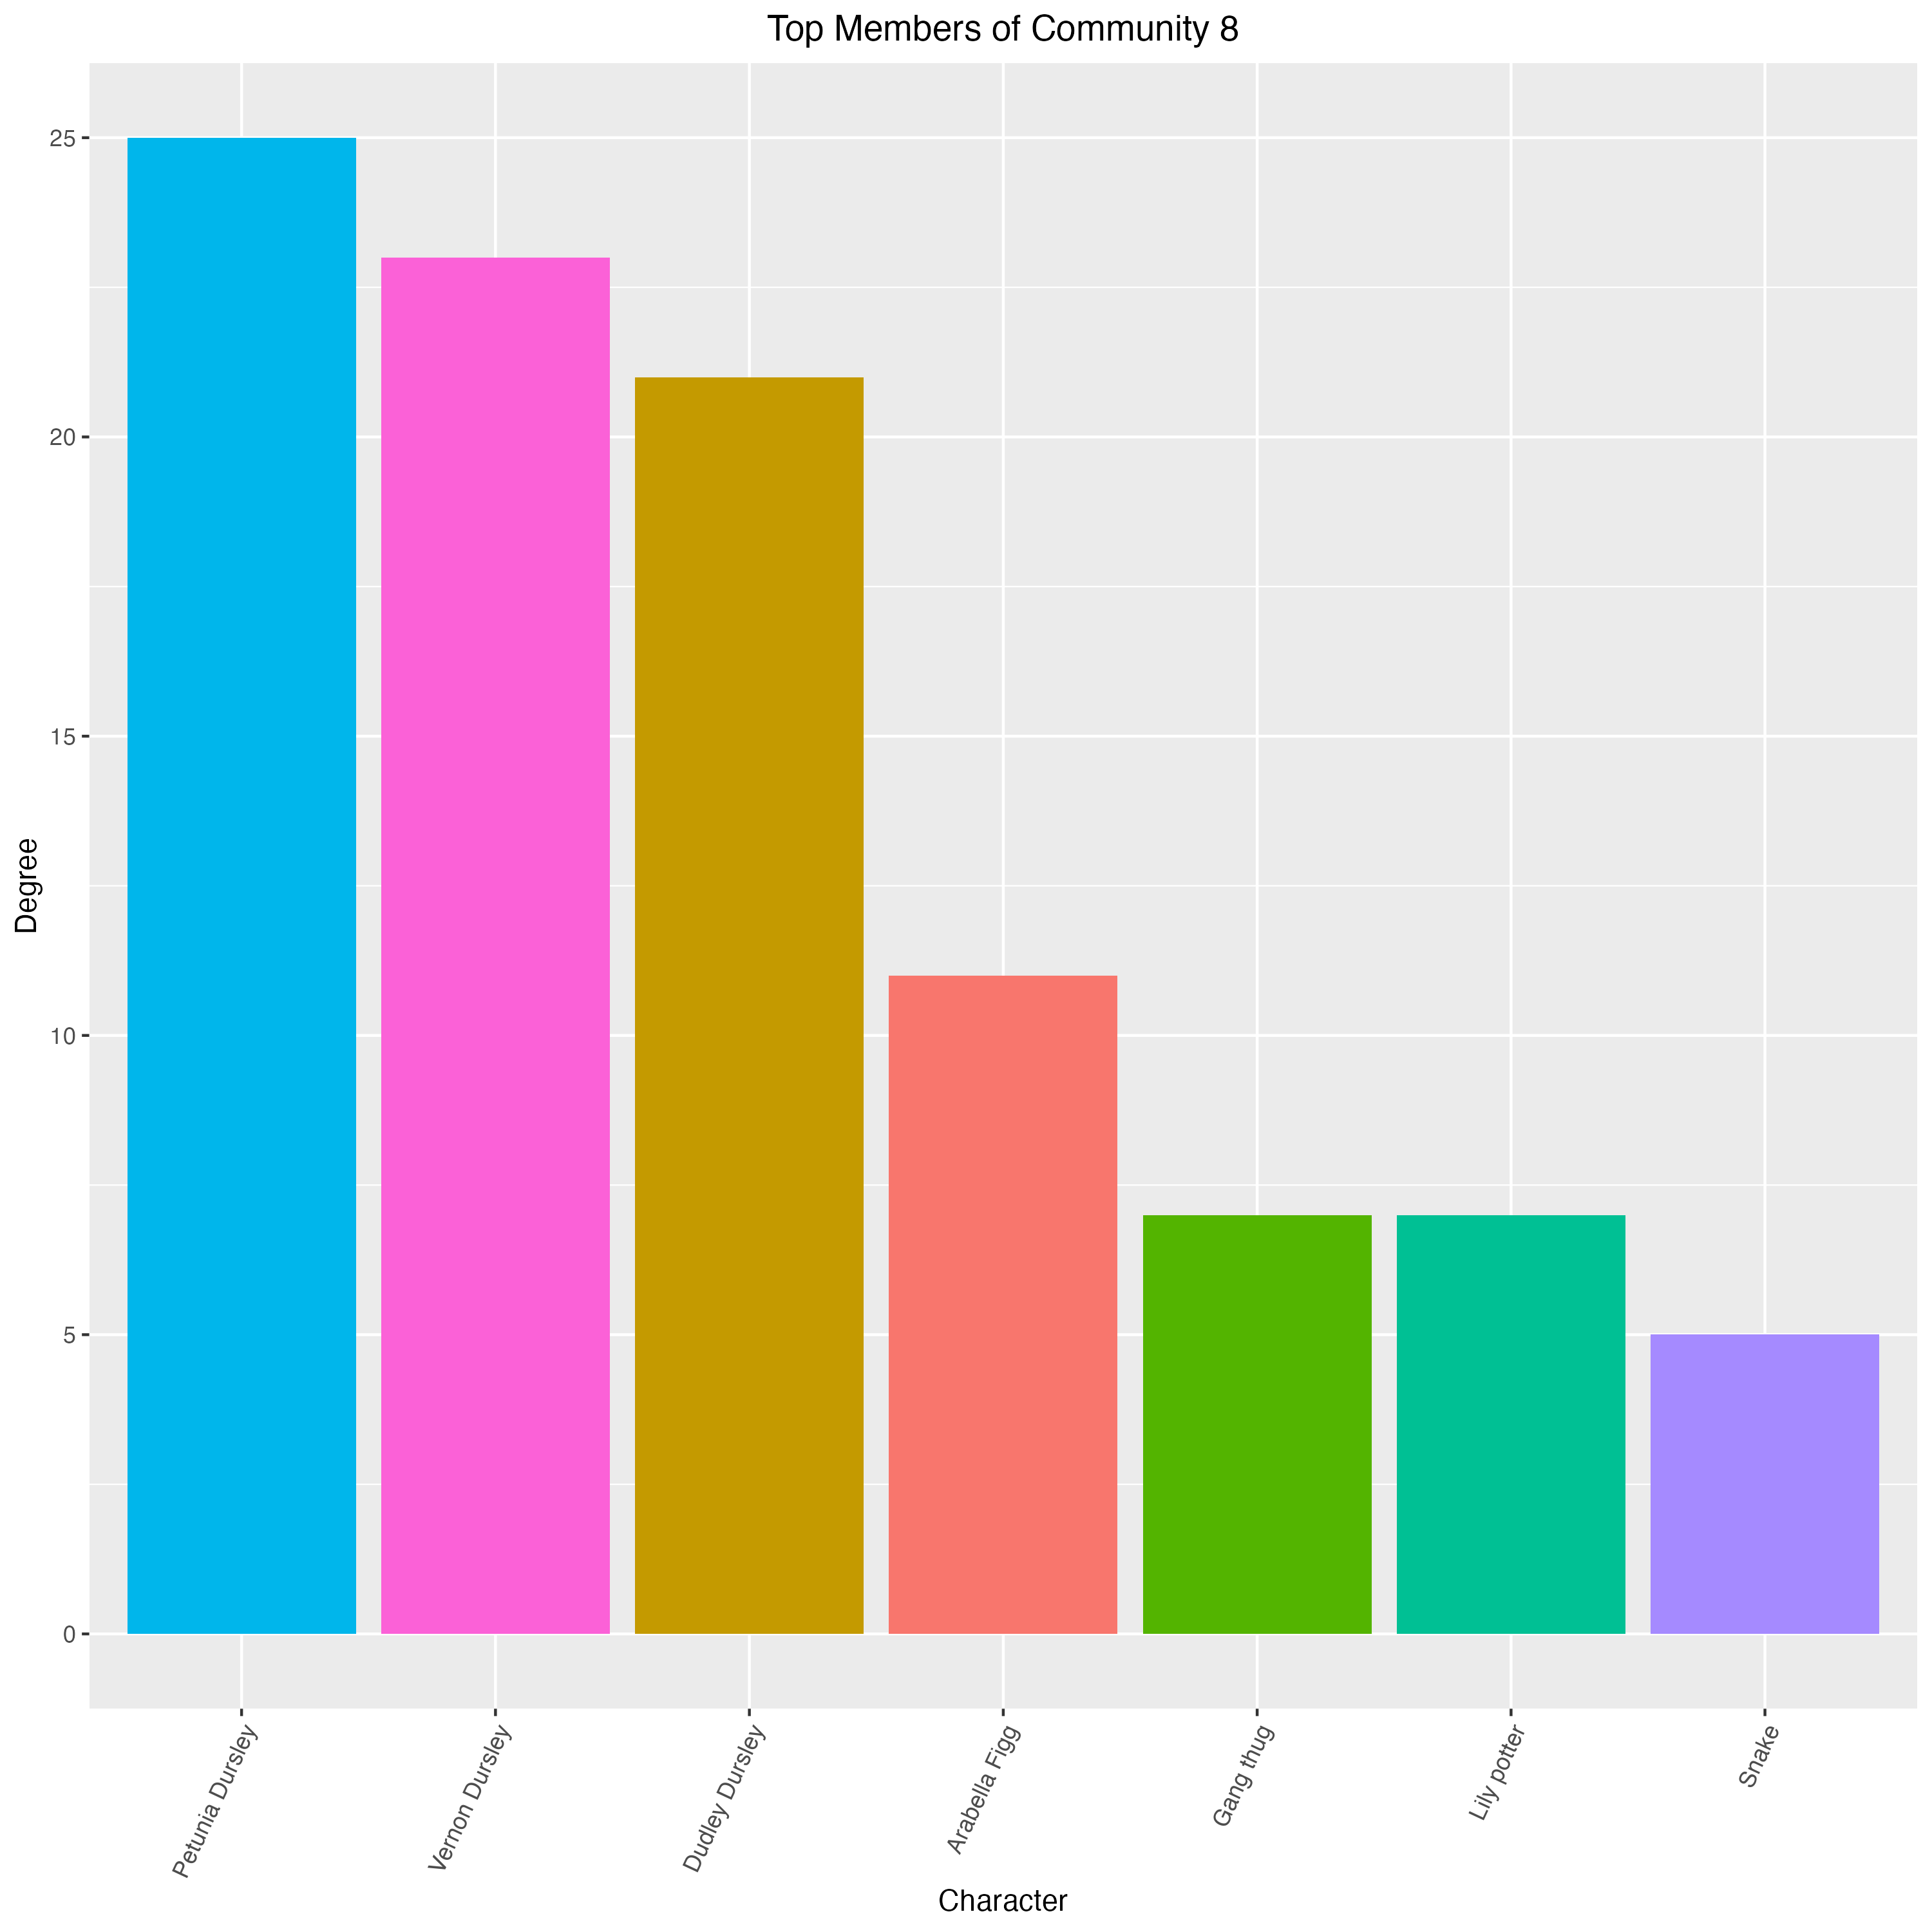 Top Members of Community 8
Degree
25
20
15
10
5
0
Petunia Dursley
Vernon Dursley
Dudley Dursley
Arabella Figg
Gang thug
Lily potter
Snake
Character